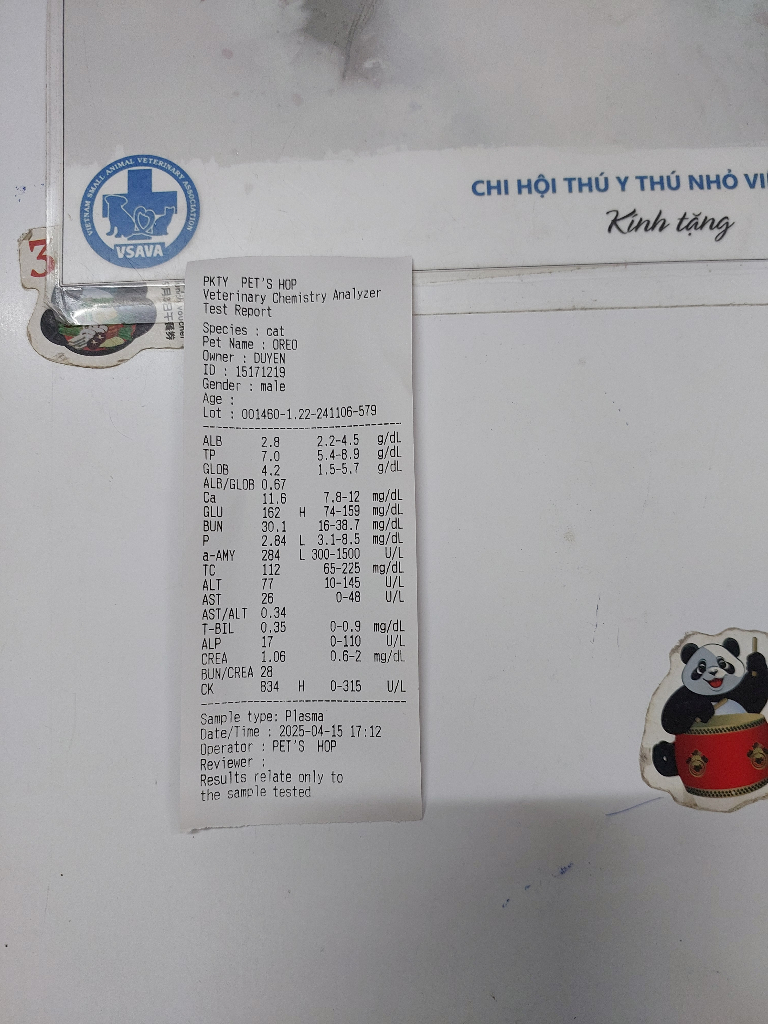 VIETNAM SMALL ANIMAL VETERINARY ASSOCIATION
VSAVA
CHI HỘI THÚ Y THÚ NHỎ
Kính tặng
3
PKTY PET'S HOP
Veterinary Chemistry Analyzer
Test Report
Species : cat
Pet Name : OREO
Owner : DUYEN
ID : 15171219
Gender : male
Age :
Lot : 001460-1.22-241106-579
ALB 2.8 2.2-4.5 g/dL
TP 7.0 5.4-8.9 g/dL
GLOB 4.2 1.5-5.7 g/dL
ALB/GLOB 0.67
Ca 11.6 7.8-12 mg/dL
GLU 162 H 74-159 mg/dL
BUN 30.1 16-38.7 mg/dL
P 2.84 L 3.1-8.5 mg/dL
a-AMY 284 L 300-1500 U/L
TC 112 65-225 mg/dL
ALT 77 10-145 U/L
AST 26 0-48 U/L
AST/ALT 0.34
T-BIL 0.35 0-0.9 mg/dL
ALP 17 0-110 U/L
CREA 1.06 0.6-2 mg/dL
BUN/CREA 28
CK 834 H 0-315 U/L
Sample type: Plasma
Date/Time : 2025-04-15 17:12
Operator : PET'S HOP
Reviewer :
Results relate only to
the sample tested